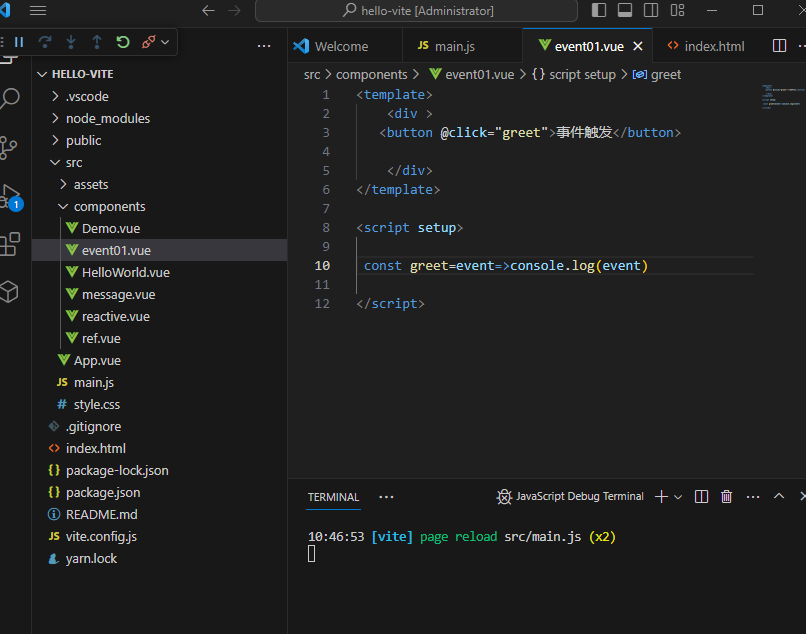 hello-vite [Administrator]
Welcome
JS main.js
event01.vue
index.html
HELLO-VITE
src > components > event01.vue > {} script setup > greet
.vscode
node_modules
public
src
assets
components
Demo.vue
event01.vue
HelloWorld.vue
message.vue
reactive.vue
ref.vue
App.vue
JS main.js
# style.css
.gitignore
index.html
{} package-lock.json
{} package.json
README.md
JS vite.config.js
yarn.lock
1
1 <template>
2 <div >
3 <button @click="greet">事件触发</button>
4
5 </div>
6 </template>
7
8 <script setup>
9
10 const greet=event=>console.log(event)
11
12 </script>
TERMINAL
JavaScript Debug Terminal
10:46:53 [vite] page reload src/main.js (x2)